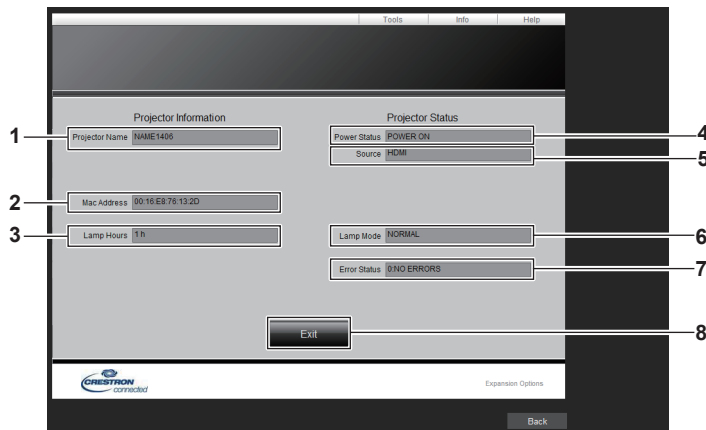 Tools Info Help
Projector Information Projector Status
1 Projector Name NAME1406 Power Status POWER ON 4
Source HDMI 5
2 Mac Address 00:16:E8:76:13:2D
3 Lamp Hours 1 h Lamp Mode NORMAL 6
Error Status 0:NO ERRORS 7
Exit 8
CRESTRON connected Expansion Options
Back